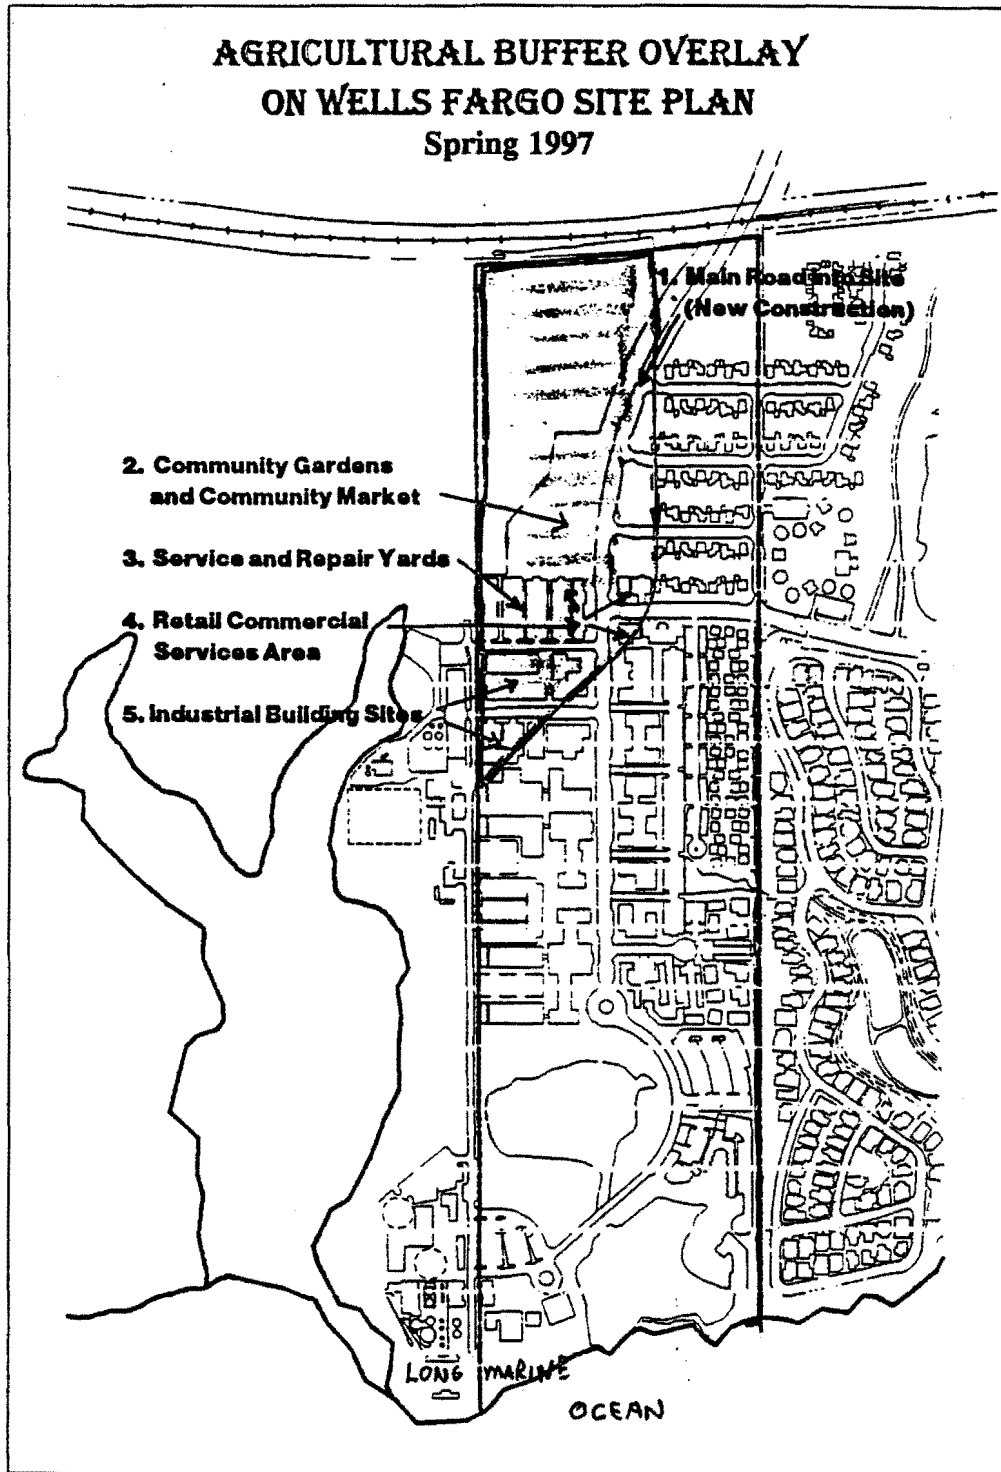 AGRICULTURAL BUFFER OVERLAY
ON WELLS FARGO SITE PLAN
Spring 1997
1. Main Road into Site
(New Construction)
2. Community Gardens
and Community Market
3. Service and Repair Yards
4. Retail Commercial
Services Area
5. Industrial Building Sites
LONG MARINE
OCEAN